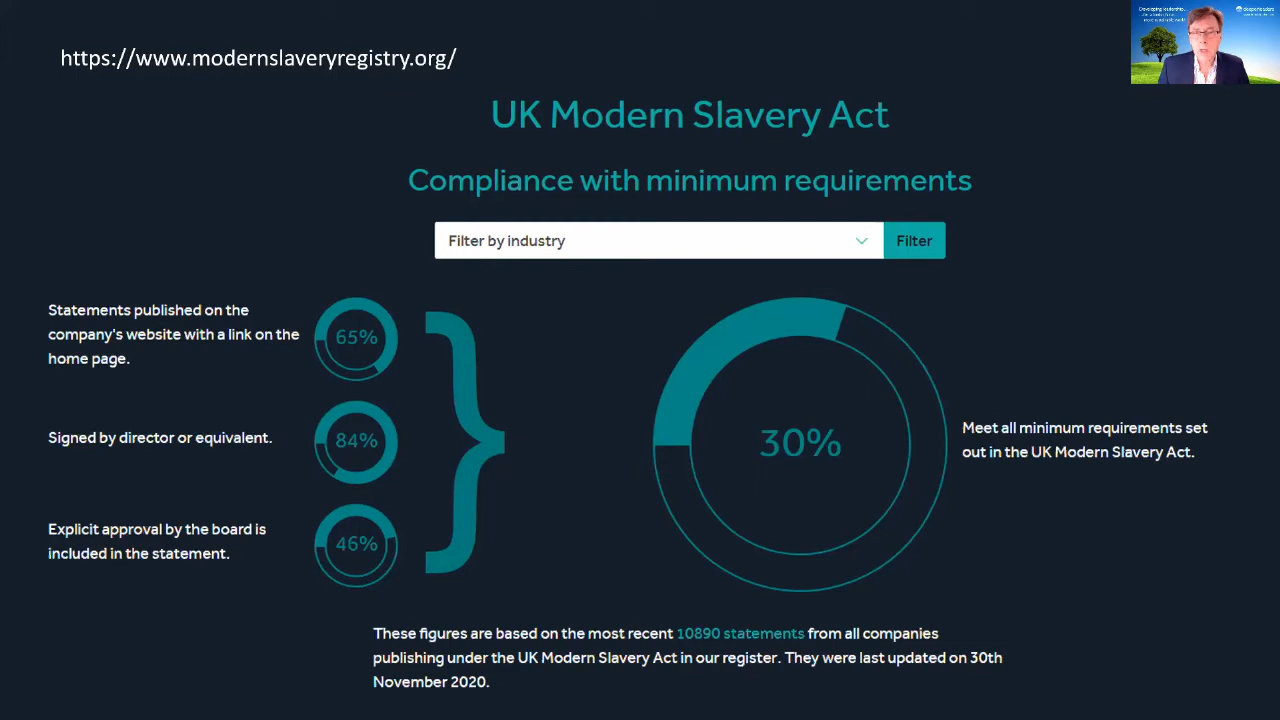 https://www.modernslaveryregistry.org/
UK Modern Slavery Act
Compliance with minimum requirements
Filter by industry
Filter
Statements published on the
company's website with a link on the
home page.
65%
Signed by director or equivalent.
84%
Explicit approval by the board is
included in the statement.
46%
30%
Meet all minimum requirements set
out in the UK Modern Slavery Act.
These figures are based on the most recent 10890 statements from all companies
publishing under the UK Modern Slavery Act in our register. They were last updated on 30th
November 2020.
Developing leadership...